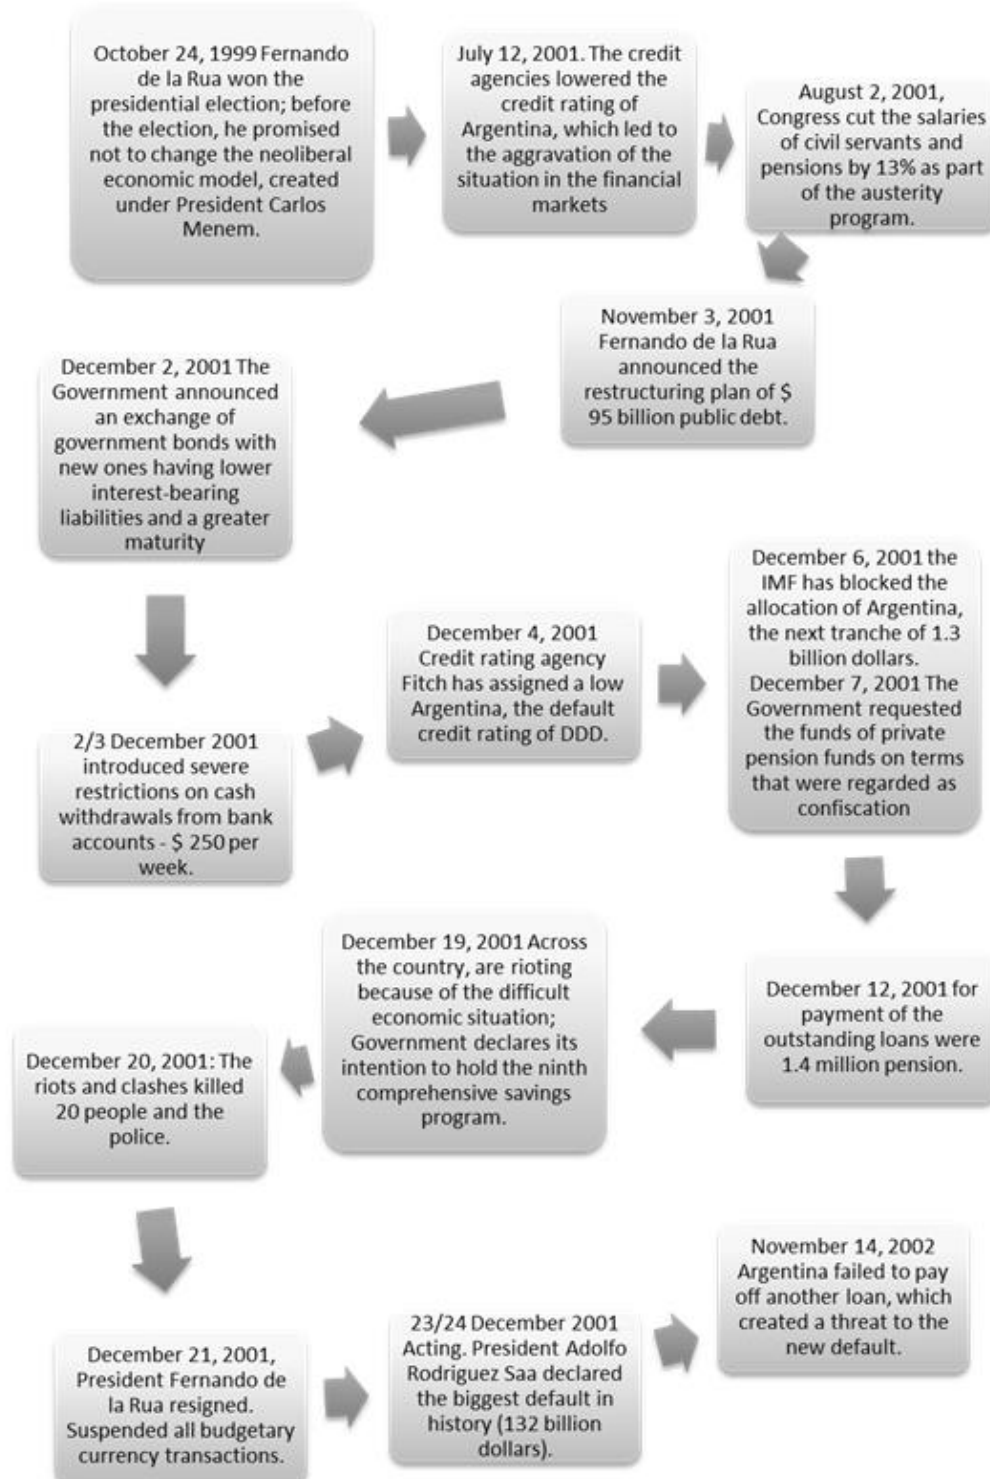 October 24, 1999 Fernando
de la Rua won the
presidential election; before
the election, he promised
not to change the neoliberal
economic model, created
under President Carlos
Menem.
July 12, 2001. The credit
agencies lowered the
credit rating of
Argentina, which led to
the aggravation of the
situation in the financial
markets
August 2, 2001,
Congress cut the salaries
of civil servants and
pensions by 13% as part
of the austerity
program.
November 3, 2001
Fernando de la Rua
announced the
restructuring plan of $
95 billion public debt.
December 2, 2001 The
Government announced
an exchange of
government bonds with
new ones having lower
interest-bearing
liabilities and a greater
maturity
2/3 December 2001
introduced severe
restrictions on cash
withdrawals from bank
accounts - $ 250 per
week.
December 4, 2001
Credit rating agency
Fitch has assigned a low
Argentina, the default
credit rating of DDD.
December 6, 2001 the
IMF has blocked the
allocation of Argentina,
the next tranche of 1.3
billion dollars.
December 7, 2001 The
Government requested
the funds of private
pension funds on terms
that were regarded as
confiscation
December 12, 2001 for
payment of the
outstanding loans were
1.4 million pension.
December 19, 2001 Across
the country, are rioting
because of the difficult
economic situation;
Government declares its
intention to hold the ninth
comprehensive savings
program.
December 20, 2001: The
riots and clashes killed
20 people and the
police.
December 21, 2001,
President Fernando de
la Rua resigned.
Suspended all budgetary
currency transactions.
23/24 December 2001
Acting. President Adolfo
Rodriguez Saa declared
the biggest default in
history (132 billion
dollars).
November 14, 2002
Argentina failed to pay
off another loan, which
created a threat to the
new default.